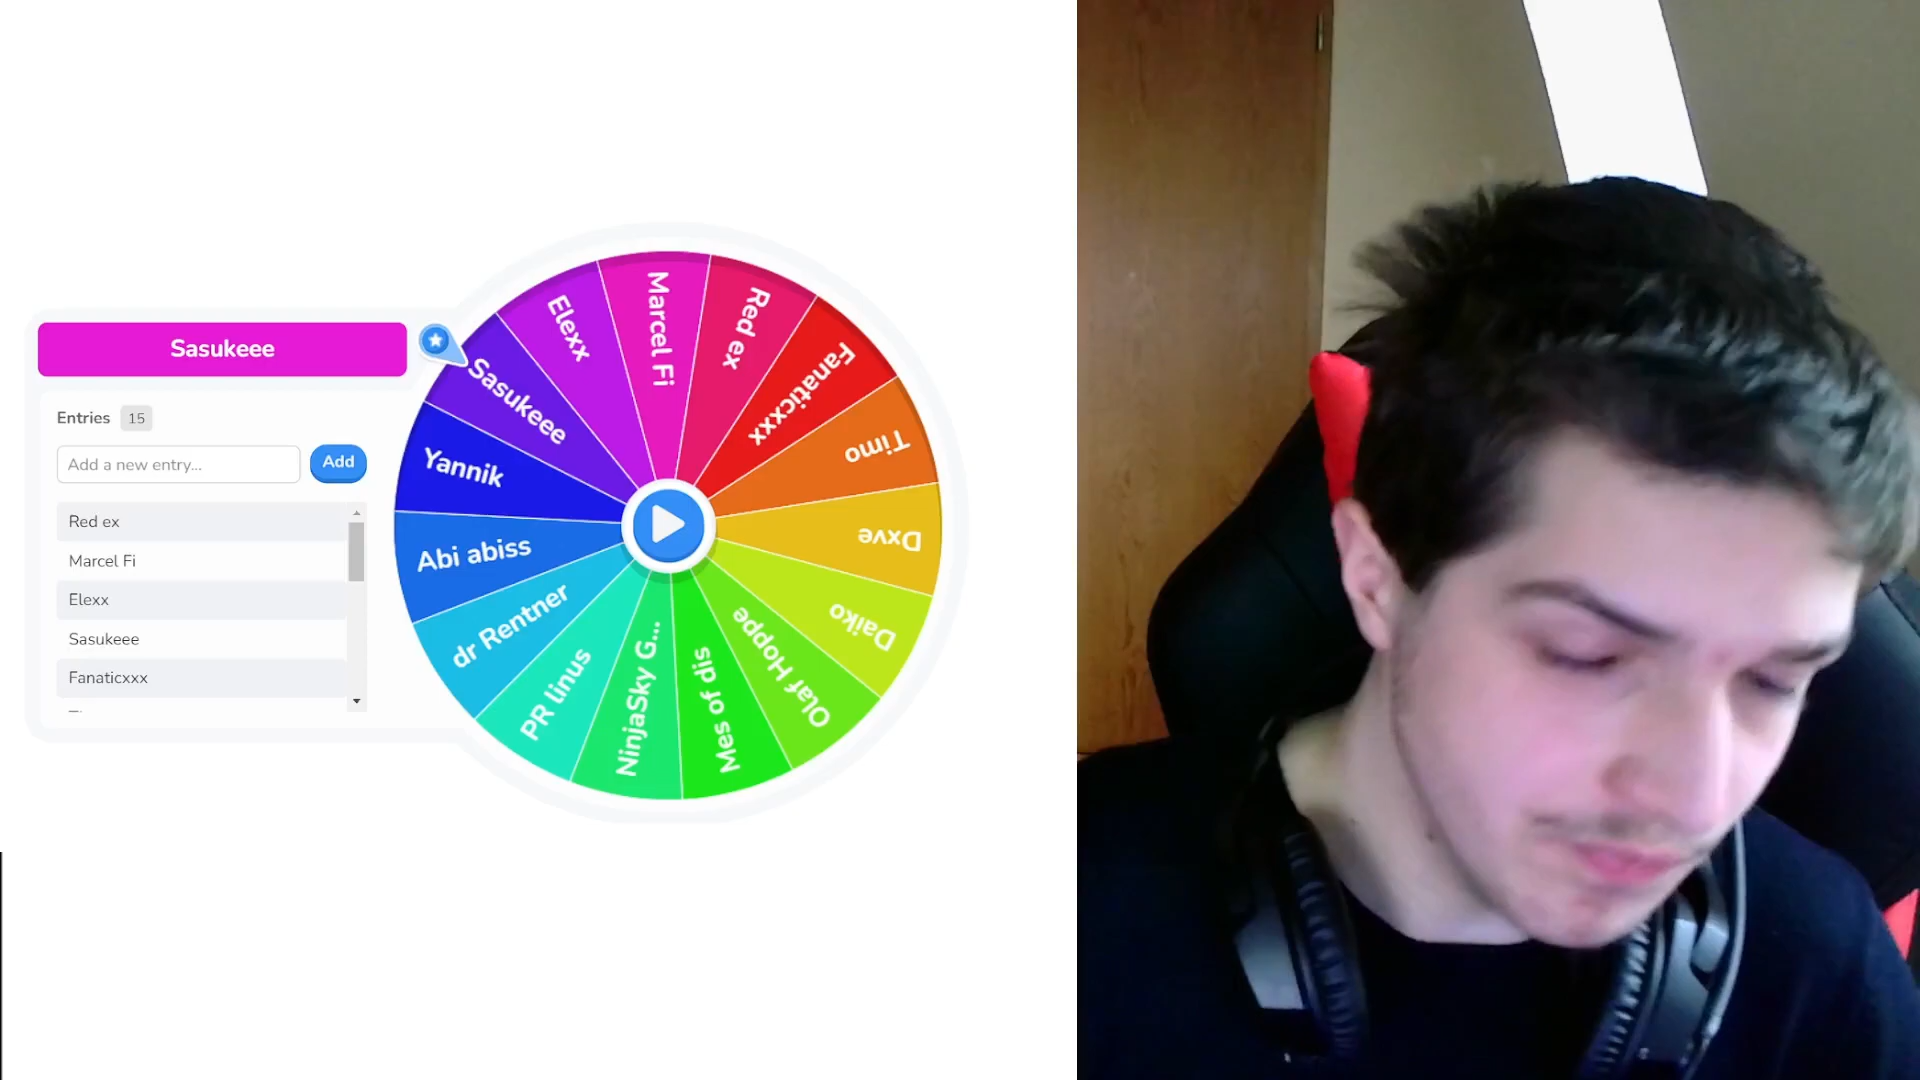 Sasukeee
Entries 15
Add a new entry...
Add
Red ex
Marcel Fi
Elexx
Sasukeee
Fanaticxxx
Marcel Fi
Red ex
Fanaticxxx
Timo
Dxve
Daiko
Olaf Hoppe
Mes of dis
NinjaSky G...
PR linus
dr Rentner
Abi abiss
Yannik
Sasukeee
Elexx